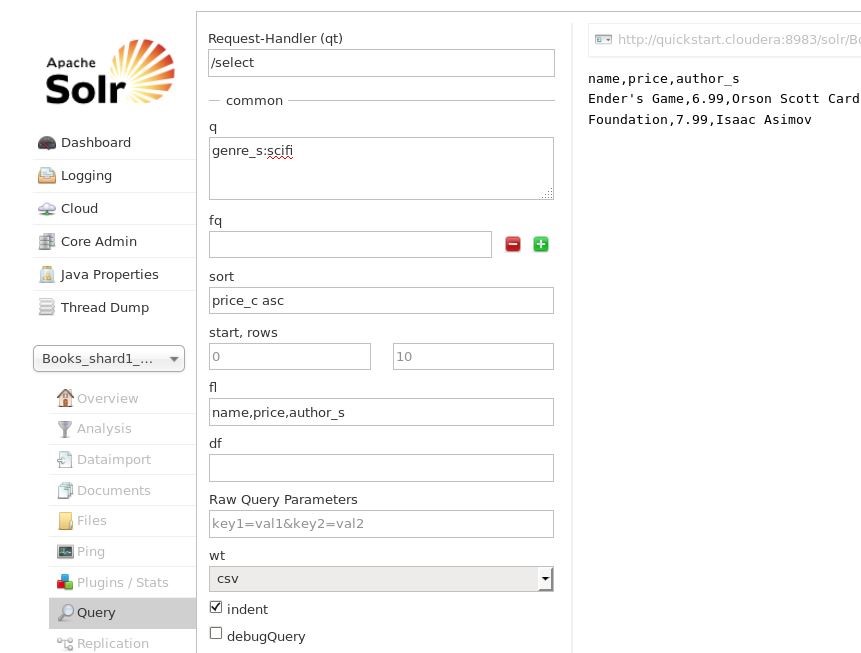 Apache
Solr
Dashboard
Logging
Cloud
Core Admin
Java Properties
Thread Dump
Books_shard1_...
Overview
Analysis
Dataimport
Documents
Files
Ping
Plugins / Stats
Query
Replication
Request-Handler (qt)
/select
common
q
genre_s:scifi
fq
sort
price_c asc
start, rows
0 10
fl
name,price,author_s
df
Raw Query Parameters
key1=val1&key2=val2
wt
csv
indent
debugQuery
http://quickstart.cloudera:8983/solr/Bo
name,price,author_s
Ender's Game,6.99,Orson Scott Card
Foundation,7.99,Isaac Asimov